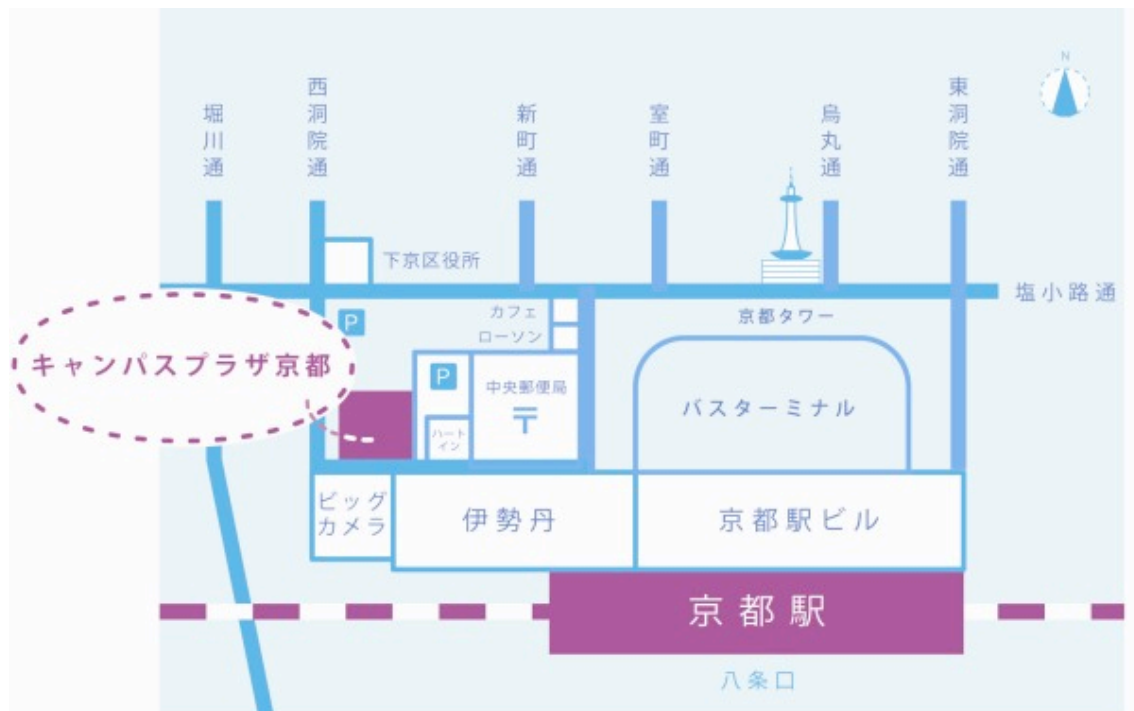 N
堀川通
西洞院通
新町通
室町通
烏丸通
東洞院通
下京区役所
塩小路通
カフェ
ローソン
京都タワー
P
キャンパスプラザ京都
P
中央郵便局
〒
バスターミナル
ハート
イン
ビッグ
カメラ
伊勢丹
京都駅ビル
京都駅
八条口